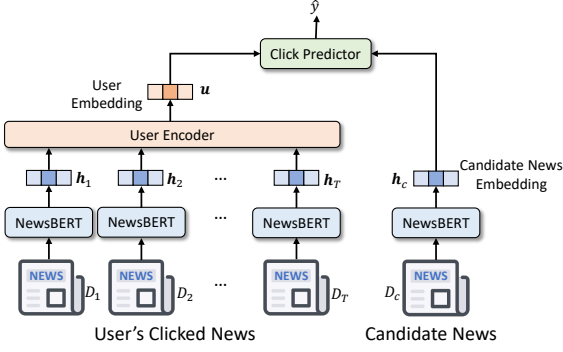 ŷ
Click Predictor
User
Embedding
u
User Encoder
h1
h2
...
hT
hc
Candidate News
Embedding
NewsBERT
NewsBERT
...
NewsBERT
NewsBERT
NEWS
D1
NEWS
D2
...
NEWS
DT
Dc
NEWS
User's Clicked News
Candidate News